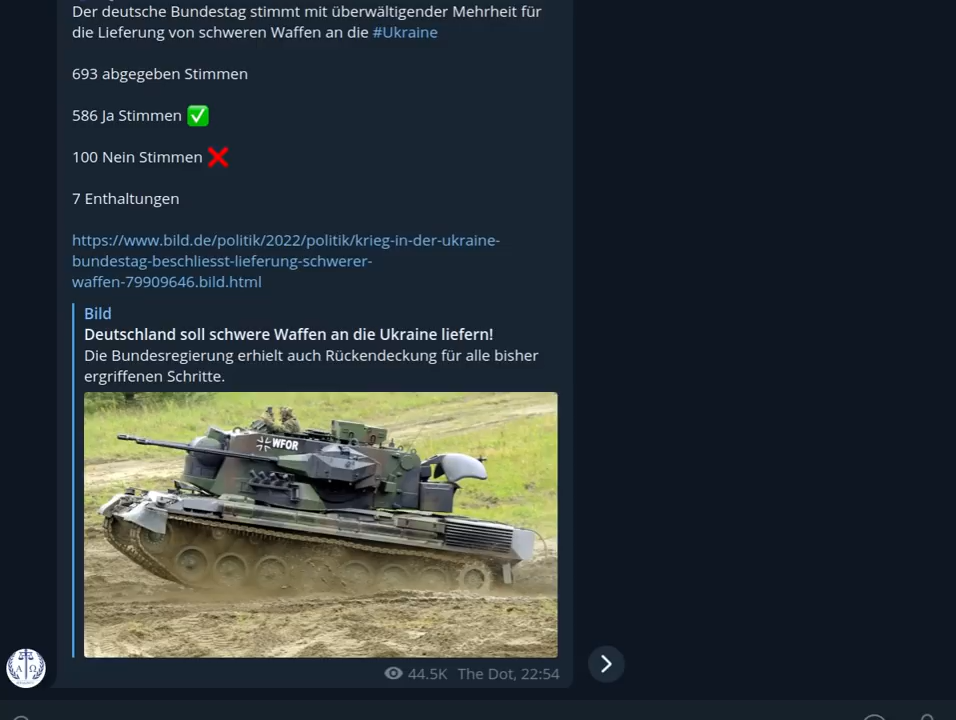 Der deutsche Bundestag stimmt mit überwältigender Mehrheit für
die Lieferung von schweren Waffen an die #Ukraine
693 abgegeben Stimmen
586 Ja Stimmen ✅
100 Nein Stimmen ❌
7 Enthaltungen
https://www.bild.de/politik/2022/politik/krieg-in-der-ukraine-
bundestag-beschliesst-lieferung-schwerer-
waffen-79909646.bild.html
Bild
Deutschland soll schwere Waffen an die Ukraine liefern!
Die Bundesregierung erhielt auch Rückendeckung für alle bisher
ergriffenen Schritte.
WFOR
Α Ω
44.5K The Dot, 22:54